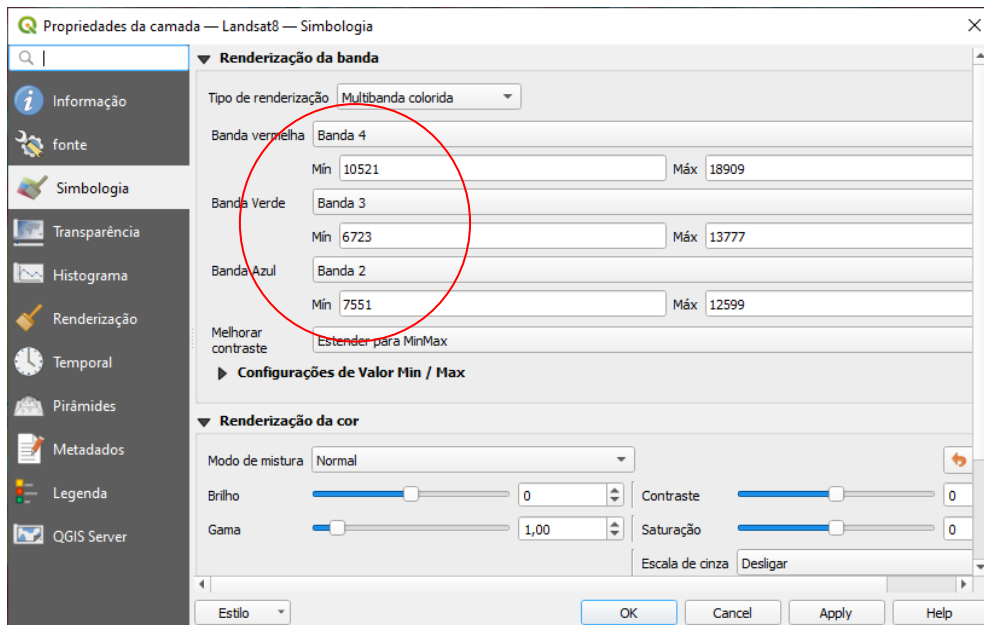 Propriedades da camada — Landsat8 — Simbologia
Informação
fonte
Simbologia
Transparência
Histograma
Renderização
Temporal
Pirâmides
Metadados
Legenda
QGIS Server
Renderização da banda
Tipo de renderização Multibanda colorida
Banda vermelha Banda 4
Mín 10521 Máx 18909
Banda Verde Banda 3
Mín 6723 Máx 13777
Banda Azul Banda 2
Mín 7551 Máx 12599
Melhorar
contraste Estender para MinMax
Configurações de Valor Min / Max
Renderização da cor
Modo de mistura Normal
Brilho 0 Contraste 0
Gama 1,00 Saturação 0
Escala de cinza Desligar
Estilo OK Cancel Apply Help